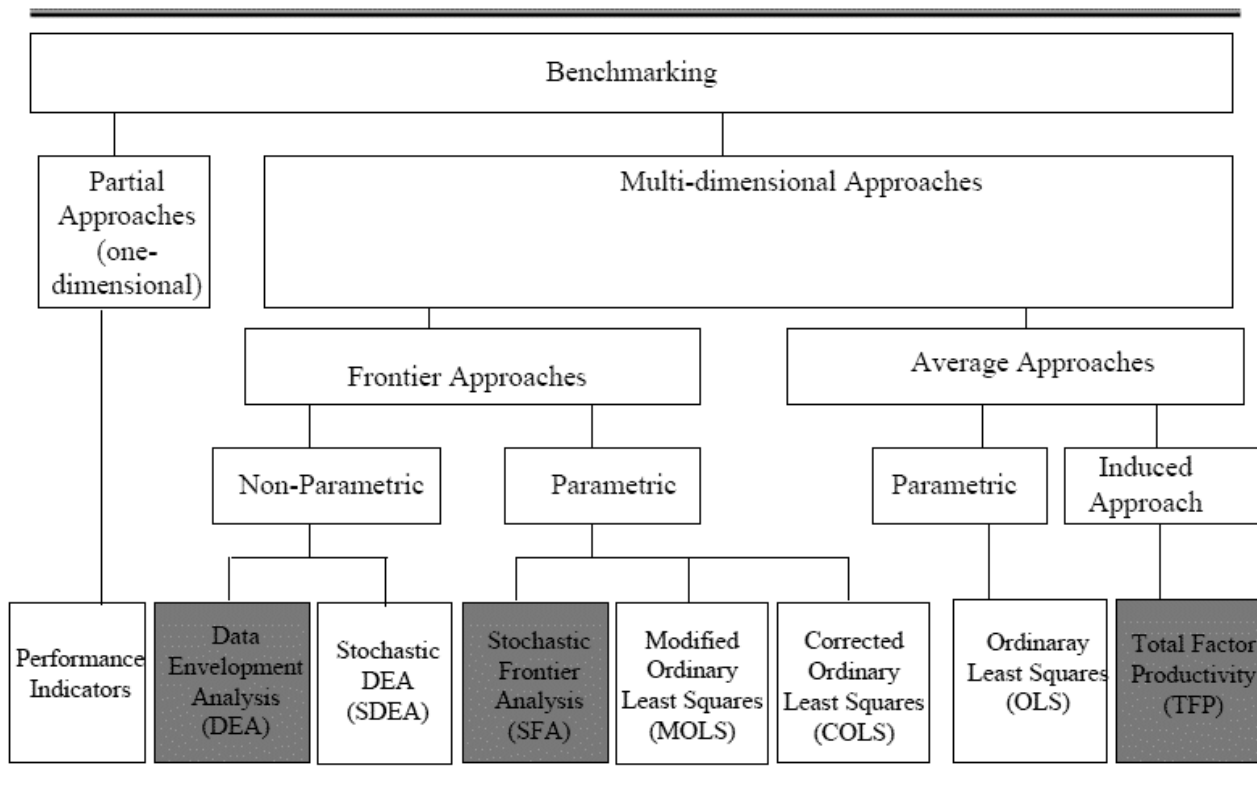 Benchmarking
Partial
Approaches
(one-
dimensional)
Multi-dimensional Approaches
Frontier Approaches
Average Approaches
Non-Parametric
Parametric
Parametric
Induced
Approach
Performance
Indicators
Data
Envelopment
Analysis
(DEA)
Stochastic
DEA
(SDEA)
Stochastic
Frontier
Analysis
(SFA)
Modified
Ordinary
Least Squares
(MOLS)
Corrected
Ordinary
Least Squares
(COLS)
Ordinaray
Least Squares
(OLS)
Total Factor
Productivity
(TFP)